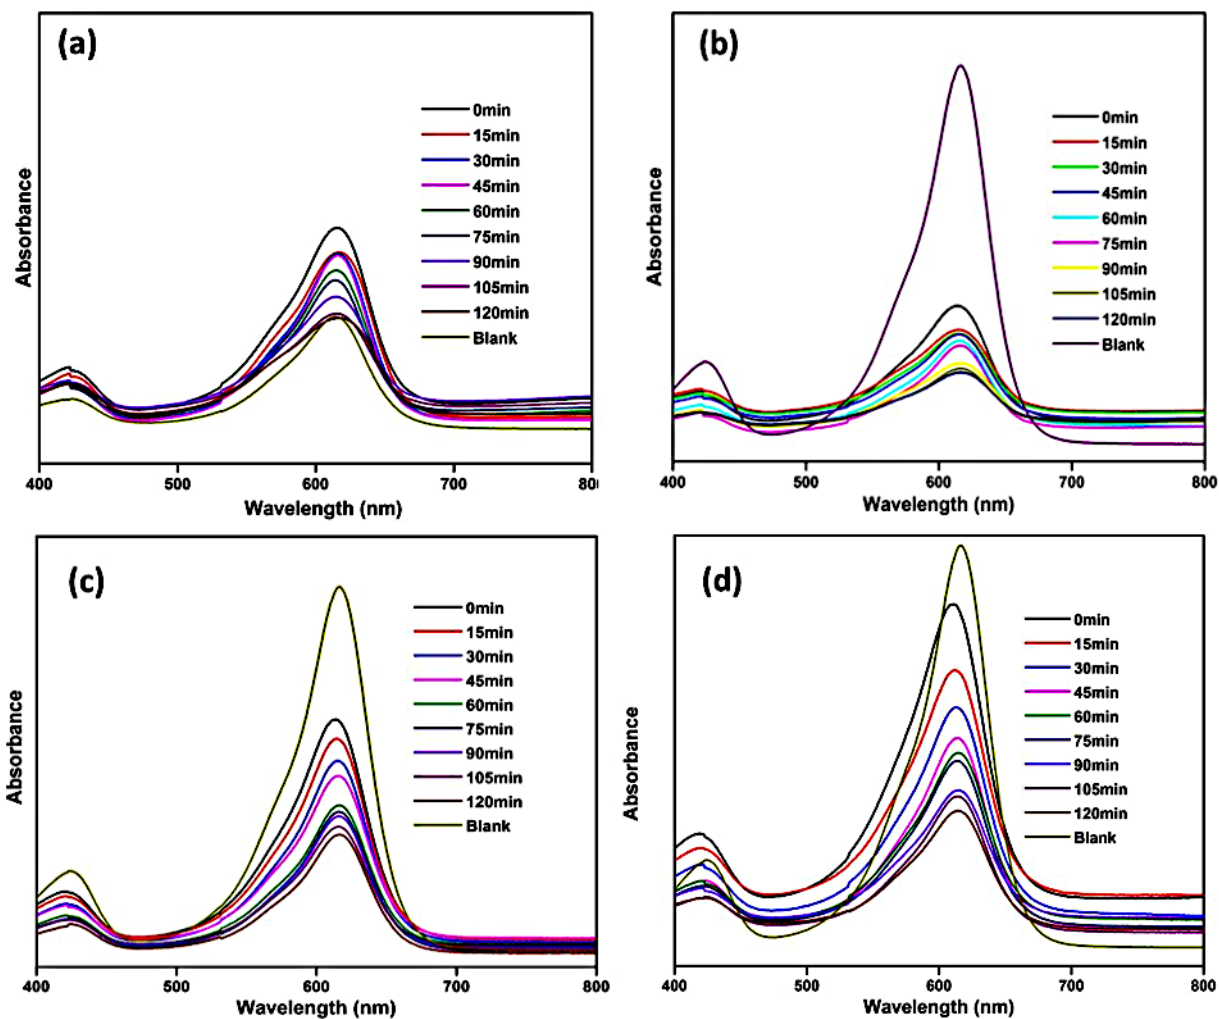 (a)
0min
15min
30min
45min
60min
75min
90min
105min
120min
Blank
Absorbance
400 500 600 700 80
Wavelength (nm)
(b)
0min
15min
30min
45min
60min
75min
90min
105min
120min
Blank
Absorbance
400 500 600 700 800
Wavelength (nm)
(c)
0min
15min
30min
45min
60min
75min
90min
105min
120min
Blank
Absorbance
400 500 600 700 800
Wavelength (nm)
(d)
0min
15min
30min
45min
60min
75min
90min
105min
120min
Blank
Absorbance
400 500 600 700 800
Wavelength (nm)